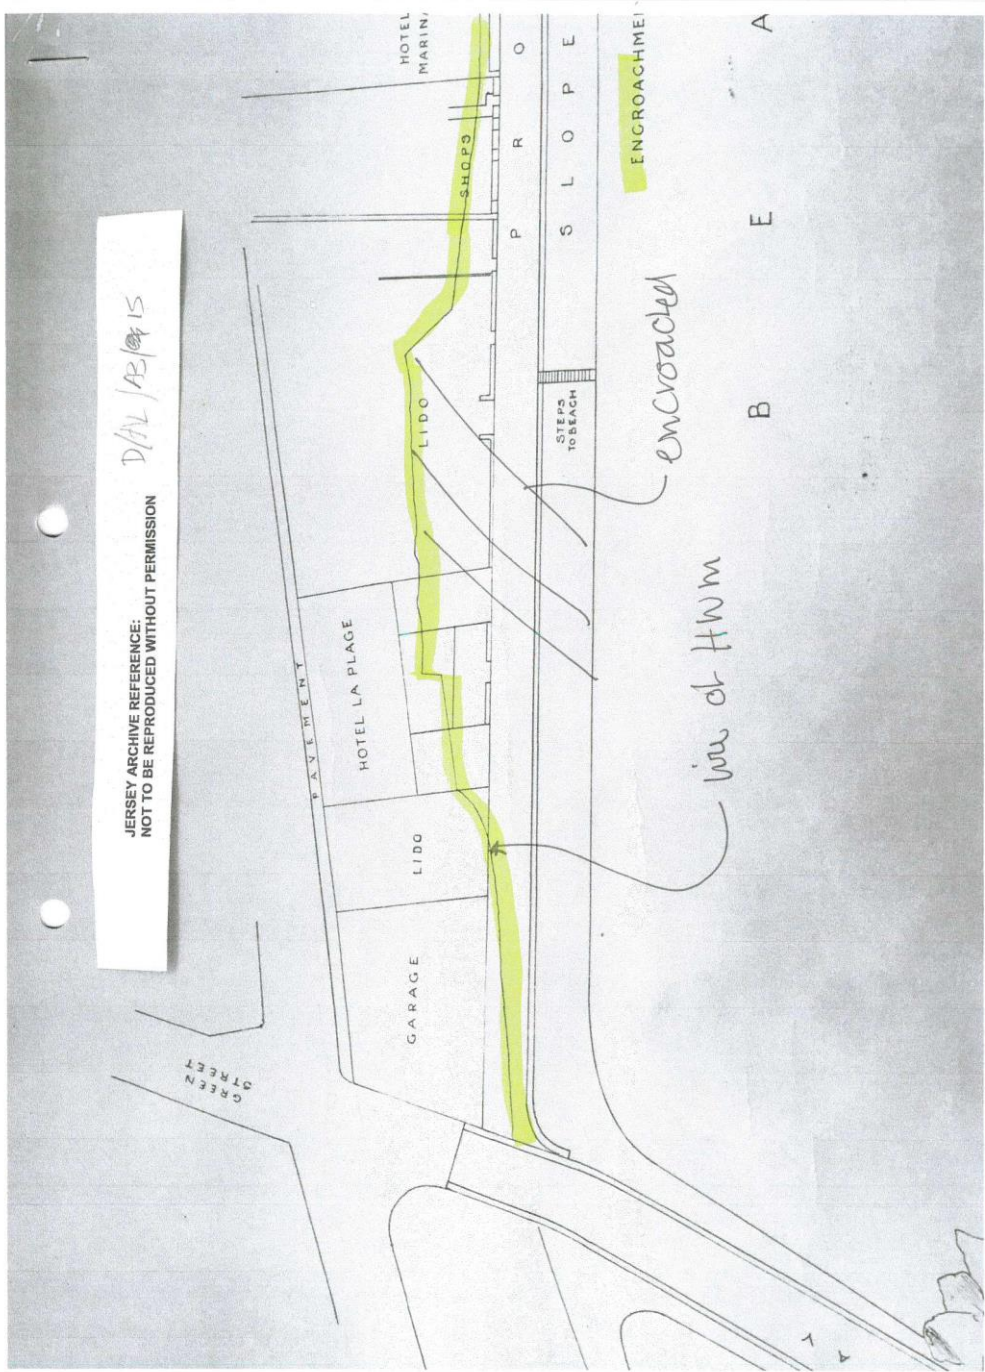 JERSEY ARCHIVE REFERENCE:
NOT TO BE REPRODUCED WITHOUT PERMISSION
HOTEL
MARINA
SHOPS
P R O
S L O P E
ENCROACHME
B E A
LIDO
STEPS
TO BEACH
encroached
PAVEMENT
HOTEL LA PLAGE
line of HWM
LIDO
GARAGE
GREEN
STREET